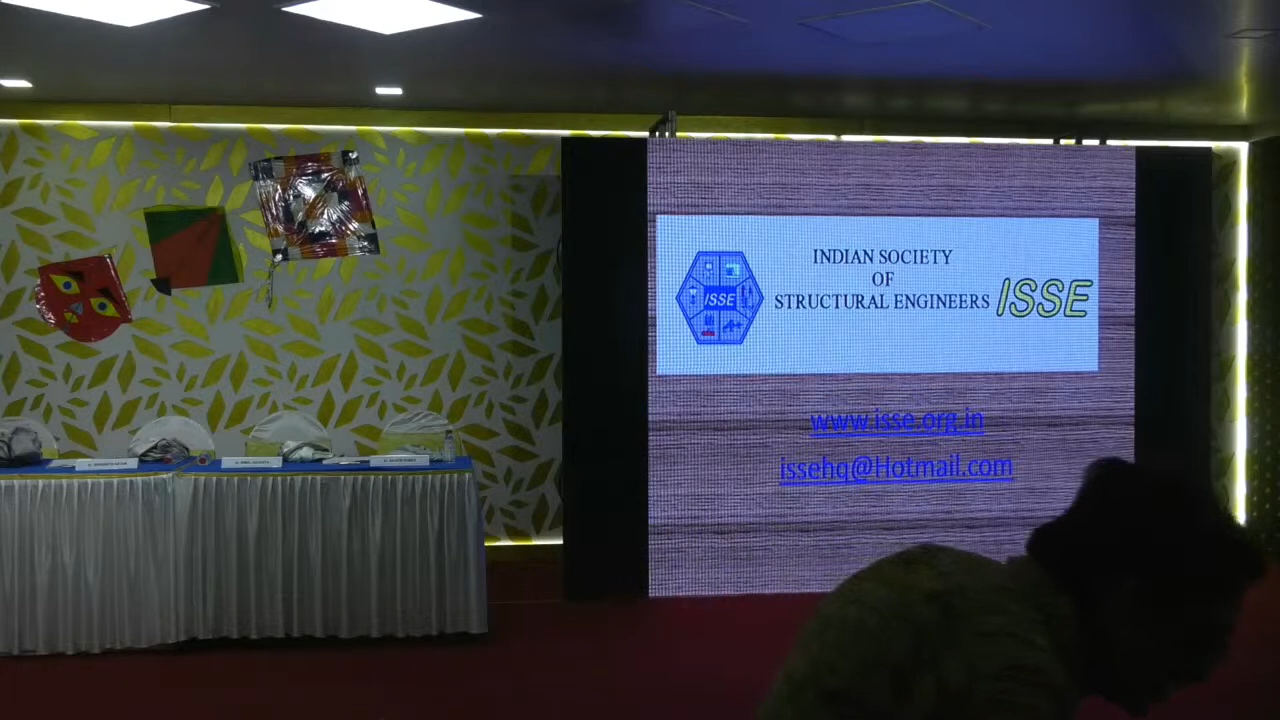 INDIAN SOCIETY
OF
STRUCTURAL ENGINEERS
ISSE
ISSE
www.isse.org.in
issehq@Hotmail.com